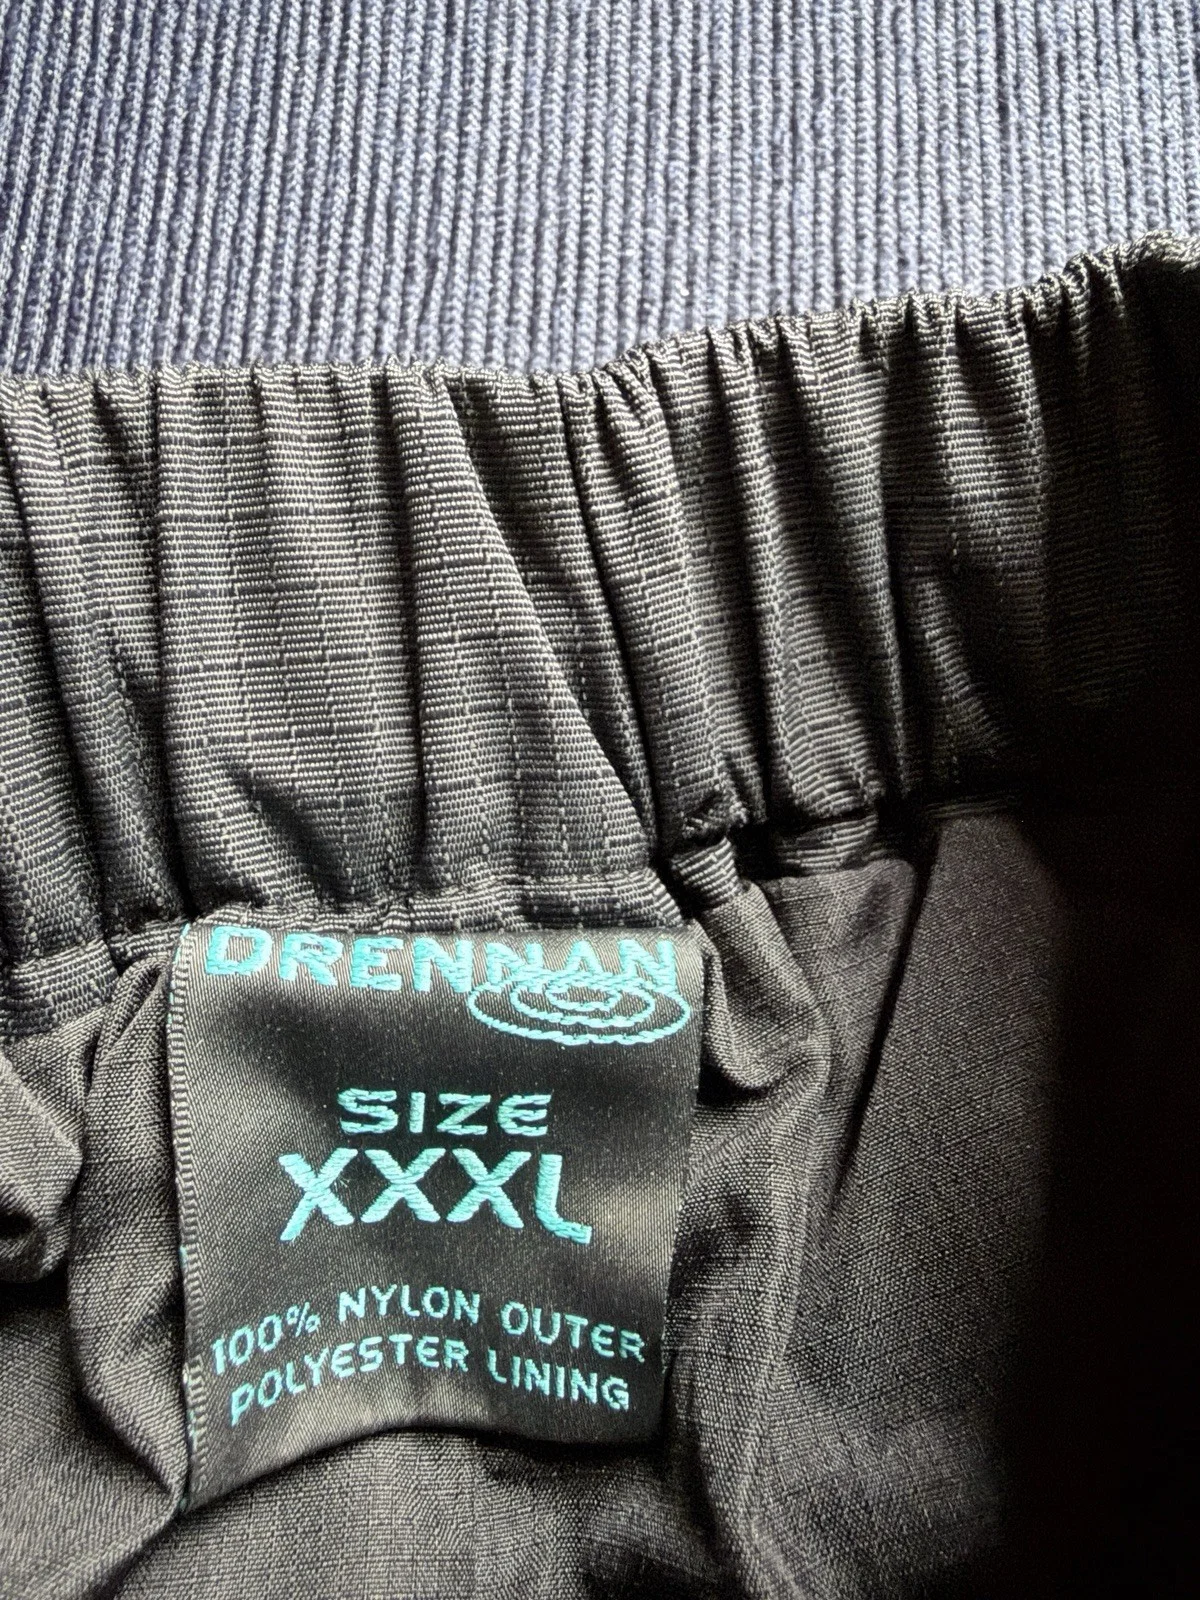 DRENNAN
SIZE
XXXL
100% NYLON OUTER
POLYESTER LINING